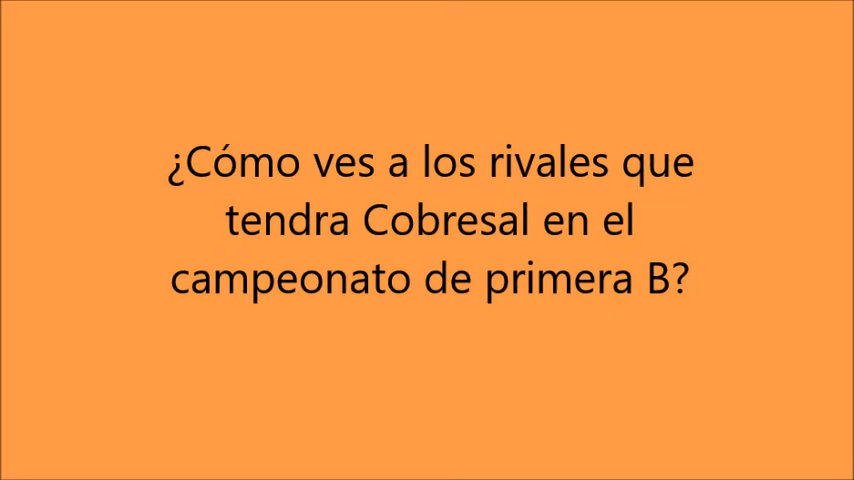 ¿Cómo ves a los rivales que
tendra Cobresal en el
campeonato de primera B?